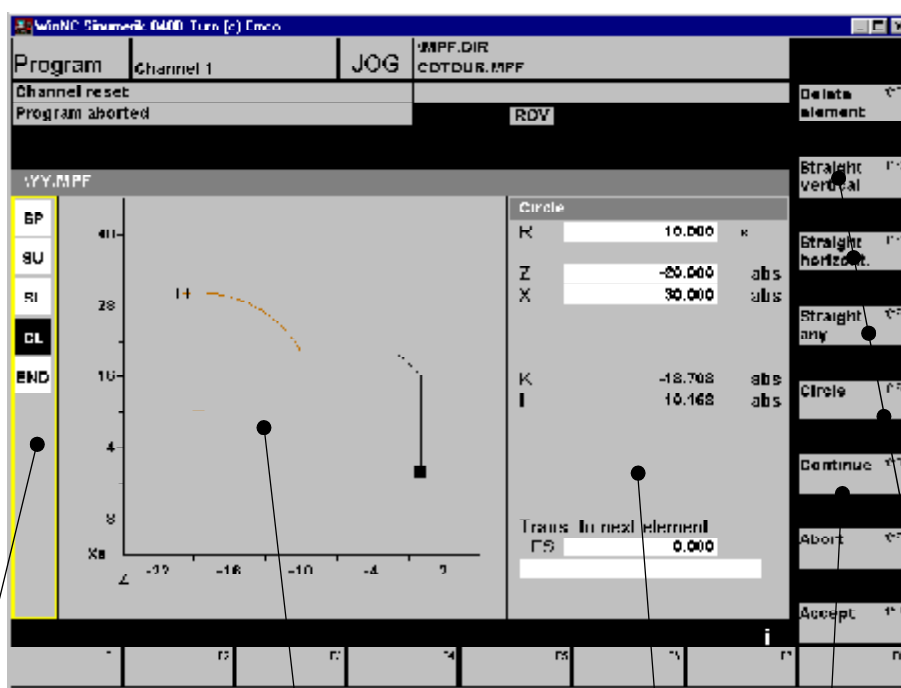 WinNC Sinumerik 840D Turn (c) Emco
Program Channel 1 JOG \MPF.DIR
COTOUR.MPF
Channel reset
Program aborted ROV
\YY.MPF
SP
SU
SL
CL
END
40
28
16
4
8
Xs
Z -22 -16 -10 -4 2
Circle
R 10.000
Z -20.000 abs
X 30.000 abs
K -18.708 abs
I 10.168 abs
Trans. to next element
FS 0.000
i
Delete
element
Straight
vertical
Straight
horizont.
Straight
any
Circle
Continue
Abort
Accept